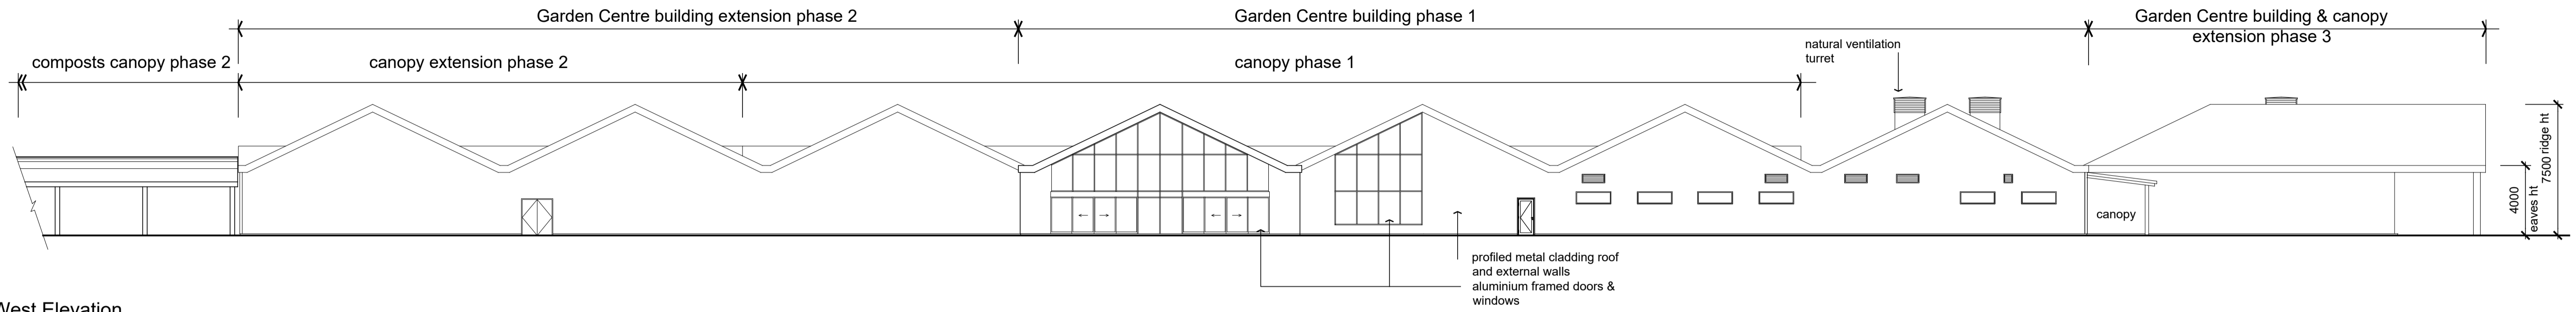 Garden Centre building extension phase 2
Garden Centre building phase 1
Garden Centre building & canopy
extension phase 3
composts canopy phase 2
canopy extension phase 2
canopy phase 1
natural ventilation
turret
canopy
4000
eaves ht
7500 ridge ht
profiled metal cladding roof
and external walls
aluminium framed doors &
windows
West Elevation